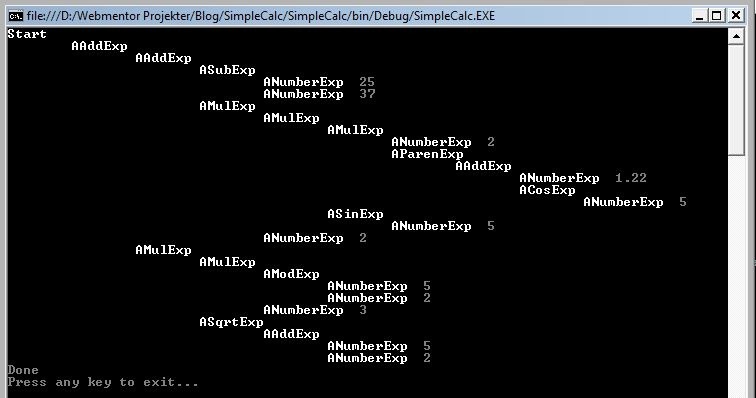 file:///D:/Webmentor Projekter/Blog/SimpleCalc/SimpleCalc/bin/Debug/SimpleCalc.EXE
Start
AAddExp
AAddExp
ASubExp
ANumberExp 25
ANumberExp 37
AMulExp
AMulExp
AMulExp
ANumberExp 2
AParenExp
AAddExp
ANumberExp 1.22
ACosExp
ANumberExp 5
ASinExp
ANumberExp 5
ANumberExp 2
AMulExp
AMulExp
AModExp
ANumberExp 5
ANumberExp 2
ANumberExp 3
ASqrtExp
AAddExp
ANumberExp 5
ANumberExp 2
Done
Press any key to exit...